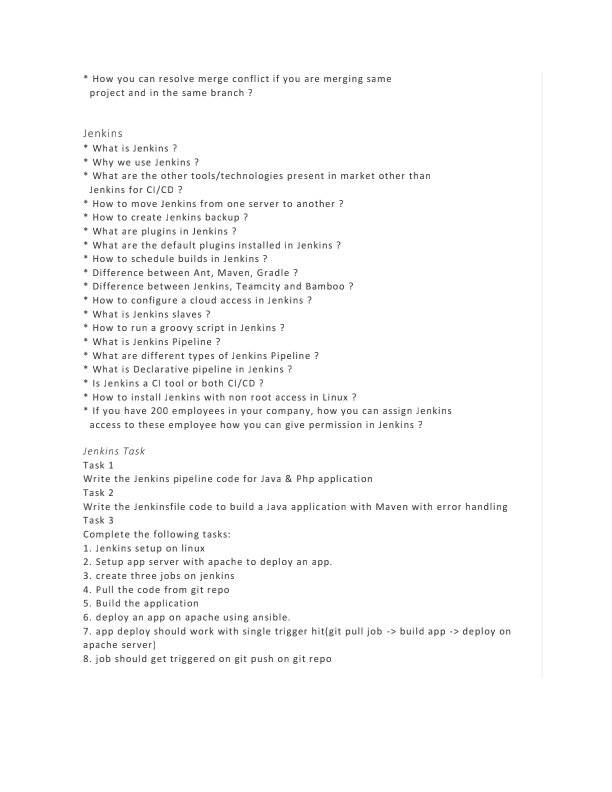 * How you can resolve merge conflict if you are merging same
project and in the same branch ?
Jenkins
* What is Jenkins ?
* Why we use Jenkins ?
* What are the other tools/technologies present in market other than
Jenkins for CI/CD ?
* How to move Jenkins from one server to another ?
* How to create Jenkins backup ?
* What are plugins in Jenkins ?
* What are the default plugins installed in Jenkins ?
* How to schedule builds in Jenkins ?
* Difference between Ant, Maven, Gradle ?
* Difference between Jenkins, Teamcity and Bamboo ?
* How to configure a cloud access in Jenkins ?
* What is Jenkins slaves ?
* How to run a groovy script in Jenkins ?
* What is Jenkins Pipeline ?
* What are different types of Jenkins Pipeline ?
* What is Declarative pipeline in Jenkins ?
* Is Jenkins a CI tool or both CI/CD ?
* How to install Jenkins with non root access in Linux ?
* If you have 200 employees in your company, how you can assign Jenkins
access to these employee how you can give permission in Jenkins ?
Jenkins Task
Task 1
Write the Jenkins pipeline code for Java & Php application
Task 2
Write the Jenkinsfile code to build a Java application with Maven with error handling
Task 3
Complete the following tasks:
1. Jenkins setup on linux
2. Setup app server with apache to deploy an app.
3. create three jobs on jenkins
4. Pull the code from git repo
5. Build the application
6. deploy an app on apache using ansible.
7. app deploy should work with single trigger hit(git pull job -> build app -> deploy on
apache server)
8. job should get triggered on git push on git repo